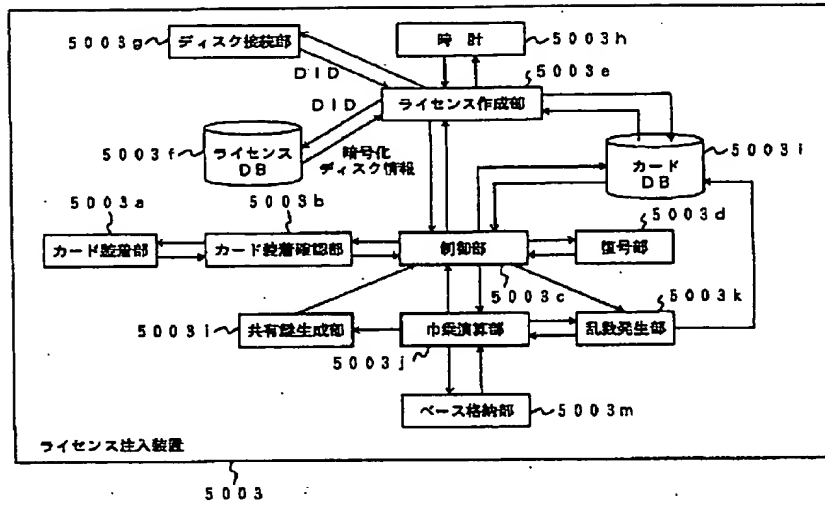 5003g ディスク接続部
時計 5003h
DID
5003e
DID
ライセンス作成部
5003f ライセンス DB
暗号化 ディスク情報
カード DB 5003l
5003a
5003b
5003d
カード装着部
カード装着確認部
制御部
復号部
5003c
5003k
5003i 共有鍵生成部
巾乗演算部
乱数発生部
5003j
ベース格納部 5003m
ライセンス注入装置
5003